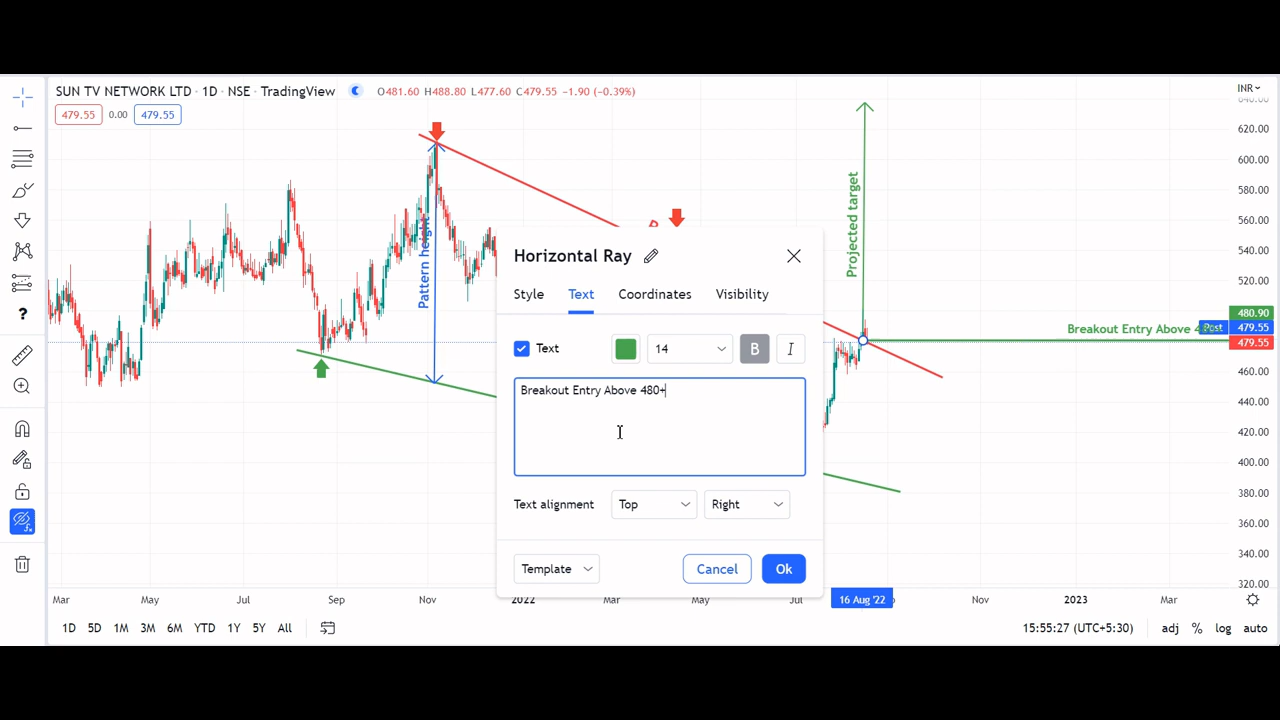 SUN TV NETWORK LTD · 1D · NSE · TradingView
O481.60 H488.80 L477.60 C479.55 −1.90 (−0.39%)
INR
479.55 0.00 479.55
640.00
620.00
600.00
580.00
560.00
540.00
520.00
500.00
480.90
Post 479.55
479.55
460.00
440.00
420.00
400.00
380.00
360.00
340.00
320.00
Pattern height
Projected target
Breakout Entry Above
Horizontal Ray
Style Text Coordinates Visibility
Text 14 B I
Breakout Entry Above 480+
Text alignment Top Right
Template Cancel Ok
Mar May Jul Sep Nov 2022 Mar May Jul 16 Aug '22 Nov 2023 Mar
1D 5D 1M 3M 6M YTD 1Y 5Y All 15:55:27 (UTC+5:30) adj % log auto